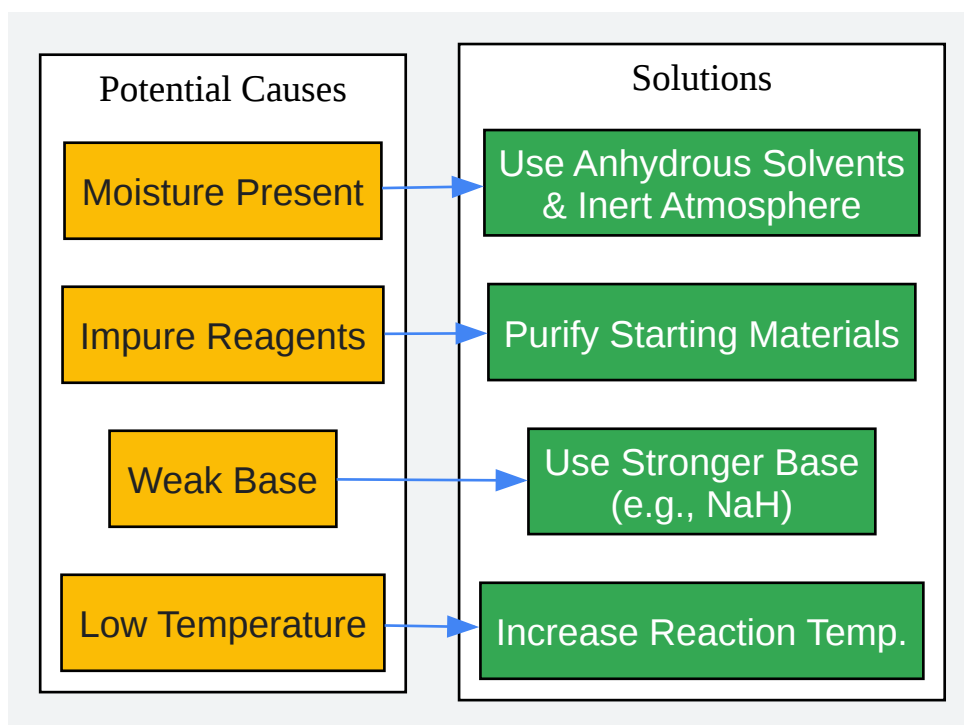 Potential Causes
Moisture Present
Impure Reagents
Weak Base
Low Temperature
Solutions
Use Anhydrous Solvents
& Inert Atmosphere
Purify Starting Materials
Use Stronger Base
(e.g., NaH)
Increase Reaction Temp.